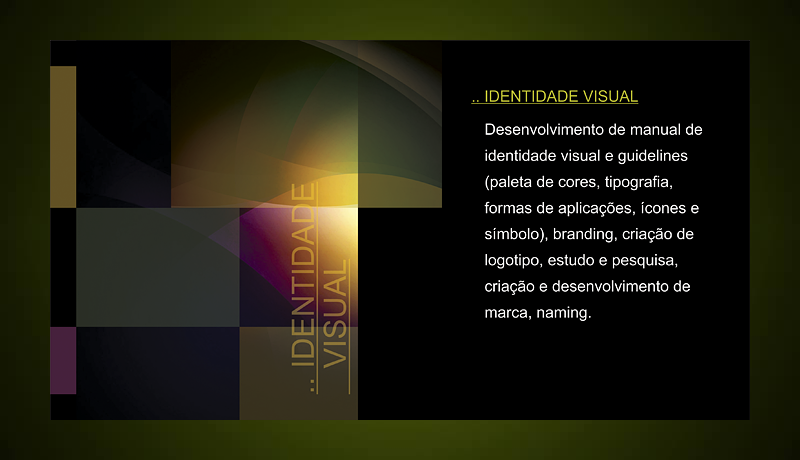 .. IDENTIDADE
VISUAL
.. IDENTIDADE VISUAL
Desenvolvimento de manual de
identidade visual e guidelines
(paleta de cores, tipografia,
formas de aplicações, ícones e
símbolo), branding, criação de
logotipo, estudo e pesquisa,
criação e desenvolvimento de
marca, naming.